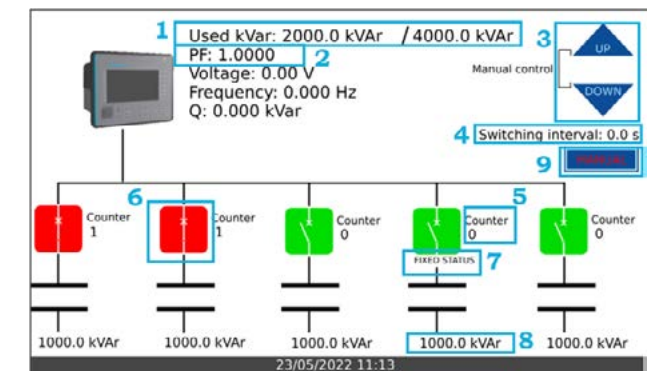 1 Used kVar: 2000.0 kVAr / 4000.0 kVAr
PF: 1.0000 2
Voltage: 0.00 V
Frequency: 0.000 Hz
Q: 0.000 kVar
3 UP
Manual control
DOWN
4 Switching interval: 0.0 s
9 MANUAL
6 5
Counter Counter Counter Counter Counter
1 1 0 0 0
FIXED STATUS 7
1000.0 kVAr 1000.0 kVAr 1000.0 kVAr 1000.0 kVAr 8 1000.0 kVAr
23/05/2022 11:13